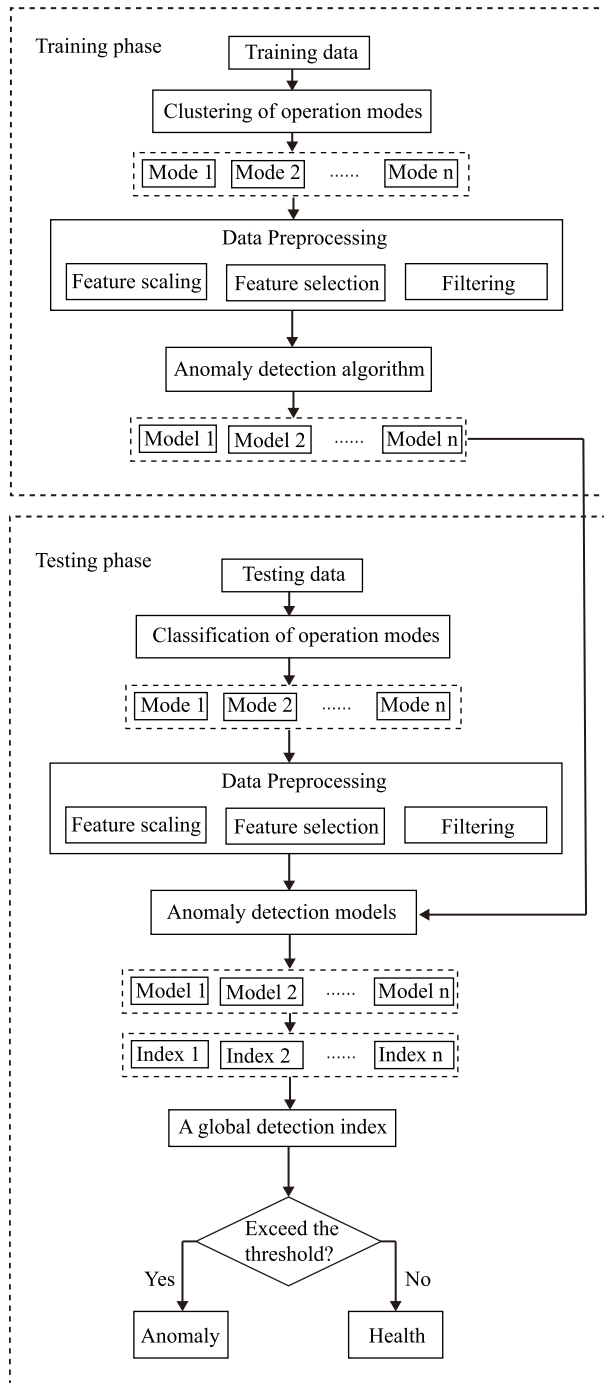 Training phase
Training data
Clustering of operation modes
Mode 1 Mode 2 ...... Mode n
Data Preprocessing
Feature scaling Feature selection Filtering
Anomaly detection algorithm
Model 1 Model 2 ...... Model n
Testing phase
Testing data
Classification of operation modes
Mode 1 Mode 2 ...... Mode n
Data Preprocessing
Feature scaling Feature selection Filtering
Anomaly detection models
Model 1 Model 2 ...... Model n
Index 1 Index 2 ...... Index n
A global detection index
Exceed the
threshold?
Yes No
Anomaly Health